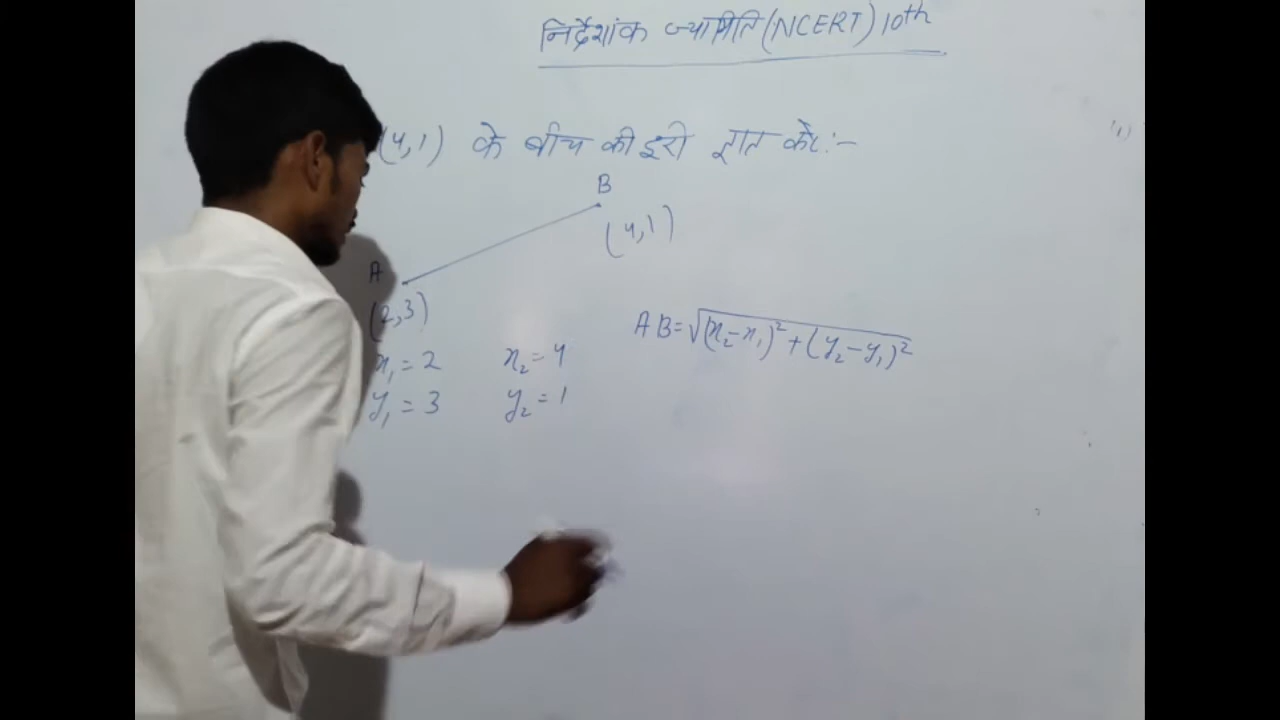 निर्देशांक ज्यामिति (NCERT) 10th
(4,1) के बीच की दूरी ज्ञात करें:-
B
(4,1)
A
(2,3)
AB=√(x₂-x₁)²+(y₂-y₁)²
x₁=2 x₂=4
y₁=3 y₂=1